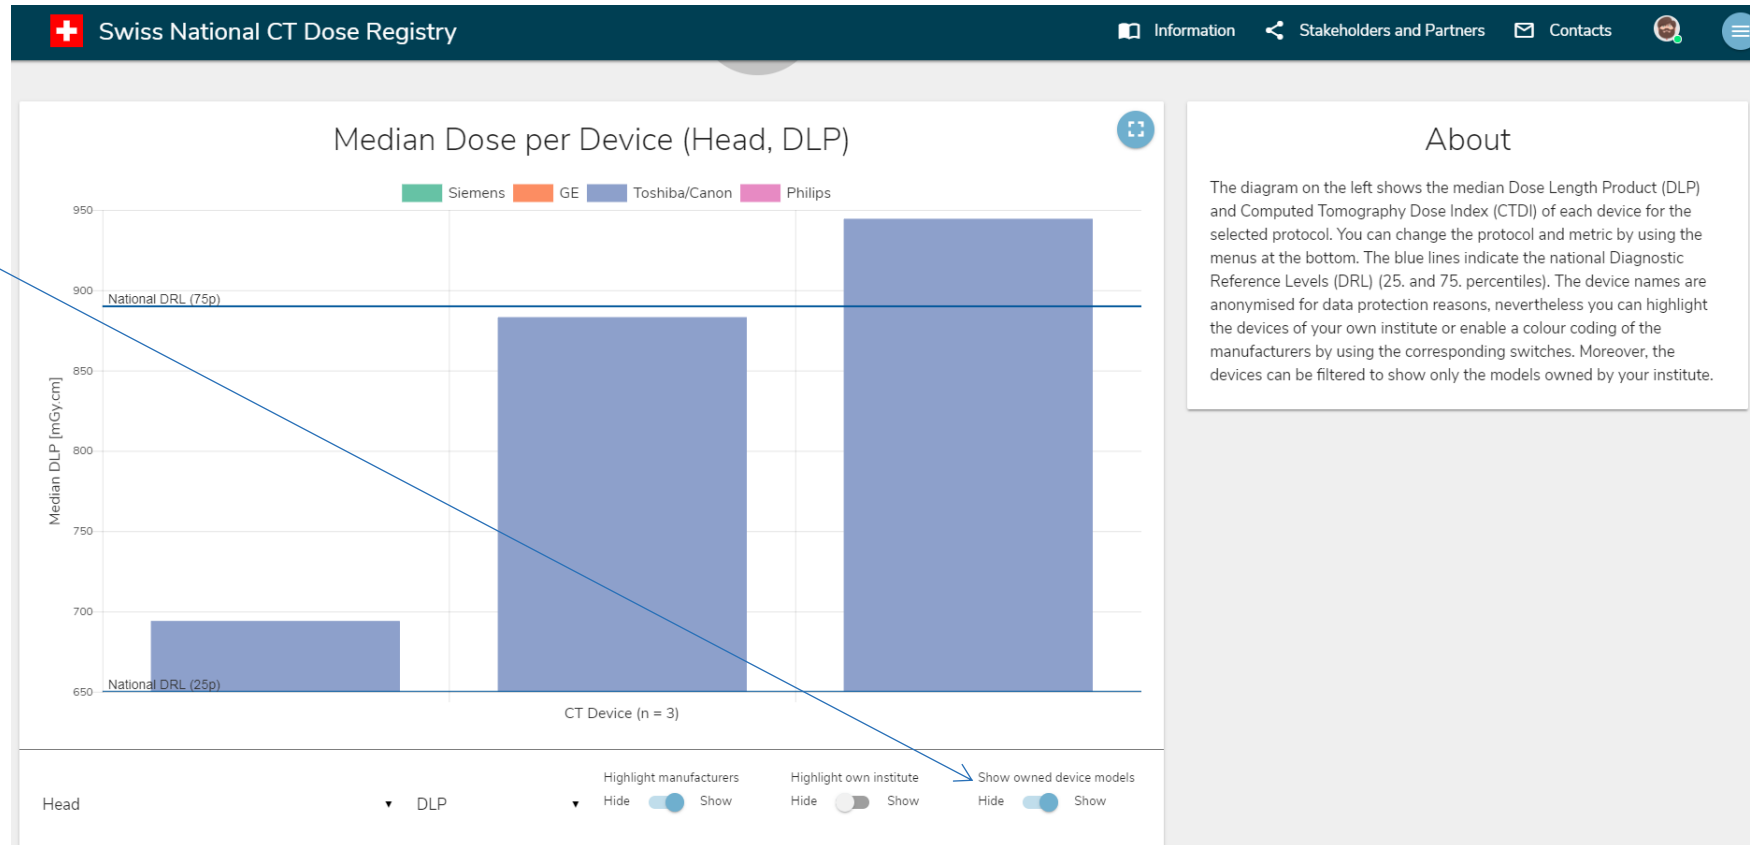 Swiss National CT Dose Registry
Information
Stakeholders and Partners
Contacts
Median Dose per Device (Head, DLP)
Siemens GE Toshiba/Canon Philips
950
900
850
800
750
700
650
Median DLP [mGy.cm]
National DRL (75p)
National DRL (25p)
CT Device (n = 3)
Head
DLP
Highlight manufacturers
Hide Show
Highlight own institute
Hide Show
Show owned device models
Hide Show
About
The diagram on the left shows the median Dose Length Product (DLP)
and Computed Tomography Dose Index (CTDI) of each device for the
selected protocol. You can change the protocol and metric by using the
menus at the bottom. The blue lines indicate the national Diagnostic
Reference Levels (DRL) (25. and 75. percentiles). The device names are
anonymised for data protection reasons, nevertheless you can highlight
the devices of your own institute or enable a colour coding of the
manufacturers by using the corresponding switches. Moreover, the
devices can be filtered to show only the models owned by your institute.